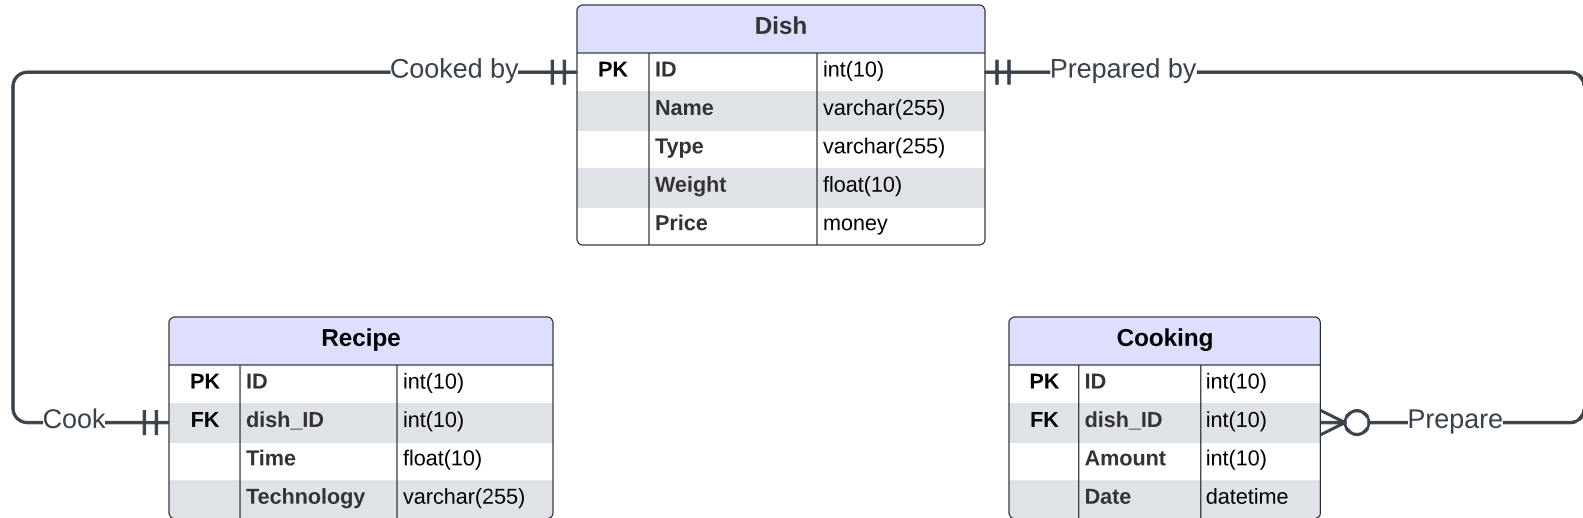 Dish
Cooked by
Prepared by
PK ID int(10)
Name varchar(255)
Type varchar(255)
Weight float(10)
Price money
Recipe
PK ID int(10)
Cook
FK dish_ID int(10)
Time float(10)
Technology varchar(255)
Cooking
PK ID int(10)
FK dish_ID int(10)
Prepare
Amount int(10)
Date datetime